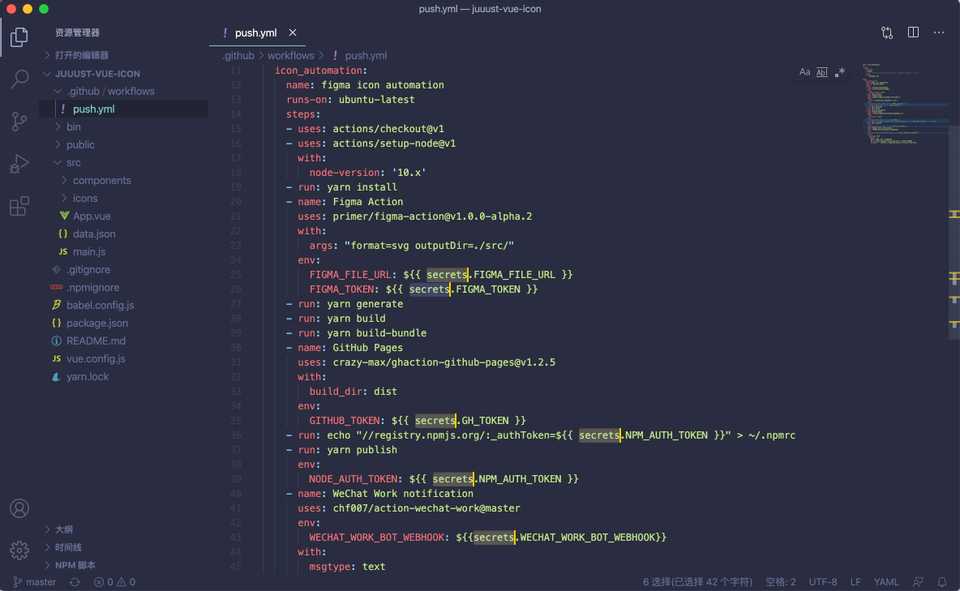 push.yml — juuust-vue-icon
资源管理器
! push.yml ×
打开的编辑器
.github > workflows > ! push.yml
JUUUST-VUE-ICON
.github / workflows
! push.yml
bin
public
src
components
icons
App.vue
{} data.json
JS main.js
.gitignore
.npmignore
babel.config.js
{} package.json
README.md
JS vue.config.js
yarn.lock
大纲
时间线
NPM 脚本
11 icon_automation:
12 name: figma icon automation
13 runs-on: ubuntu-latest
14 steps:
15 - uses: actions/checkout@v1
16 - uses: actions/setup-node@v1
17 with:
18 node-version: '10.x'
19 - run: yarn install
20 - name: Figma Action
21 uses: primer/figma-action@v1.0.0-alpha.2
22 with:
23 args: "format=svg outputDir=./src/"
24 env:
25 FIGMA_FILE_URL: ${{ secrets.FIGMA_FILE_URL }}
26 FIGMA_TOKEN: ${{ secrets.FIGMA_TOKEN }}
27 - run: yarn generate
28 - run: yarn build
29 - run: yarn build-bundle
30 - name: GitHub Pages
31 uses: crazy-max/ghaction-github-pages@v1.2.5
32 with:
33 build_dir: dist
34 env:
35 GITHUB_TOKEN: ${{ secrets.GH_TOKEN }}
36 - run: echo "//registry.npmjs.org/:_authToken=${{ secrets.NPM_AUTH_TOKEN }}" > ~/.npmrc
37 - run: yarn publish
38 env:
39 NODE_AUTH_TOKEN: ${{ secrets.NPM_AUTH_TOKEN }}
40 - name: WeChat Work notification
41 uses: chf007/action-wechat-work@master
42 env:
43 WECHAT_WORK_BOT_WEBHOOK: ${{secrets.WECHAT_WORK_BOT_WEBHOOK}}
44 with:
45 msgtype: text
Aa Abl .*
master 0 0 6 选择(已选择 42 个字符) 空格: 2 UTF-8 LF YAML